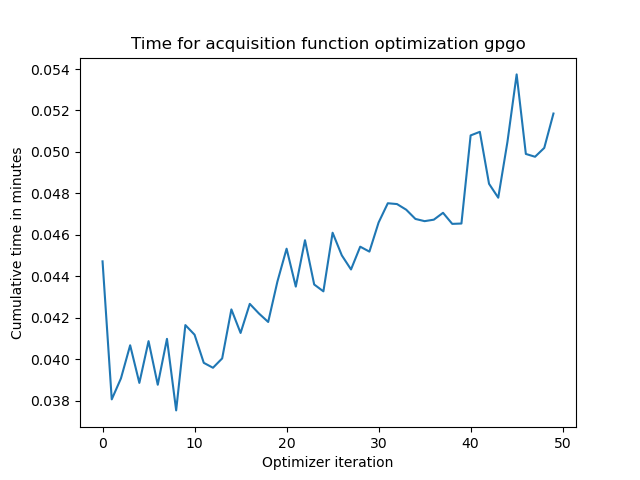 Time for acquisition function optimization gpgo
0.054
0.052
0.050
0.048
0.046
0.044
0.042
0.040
0.038
Cumulative time in minutes
0 10 20 30 40 50
Optimizer iteration